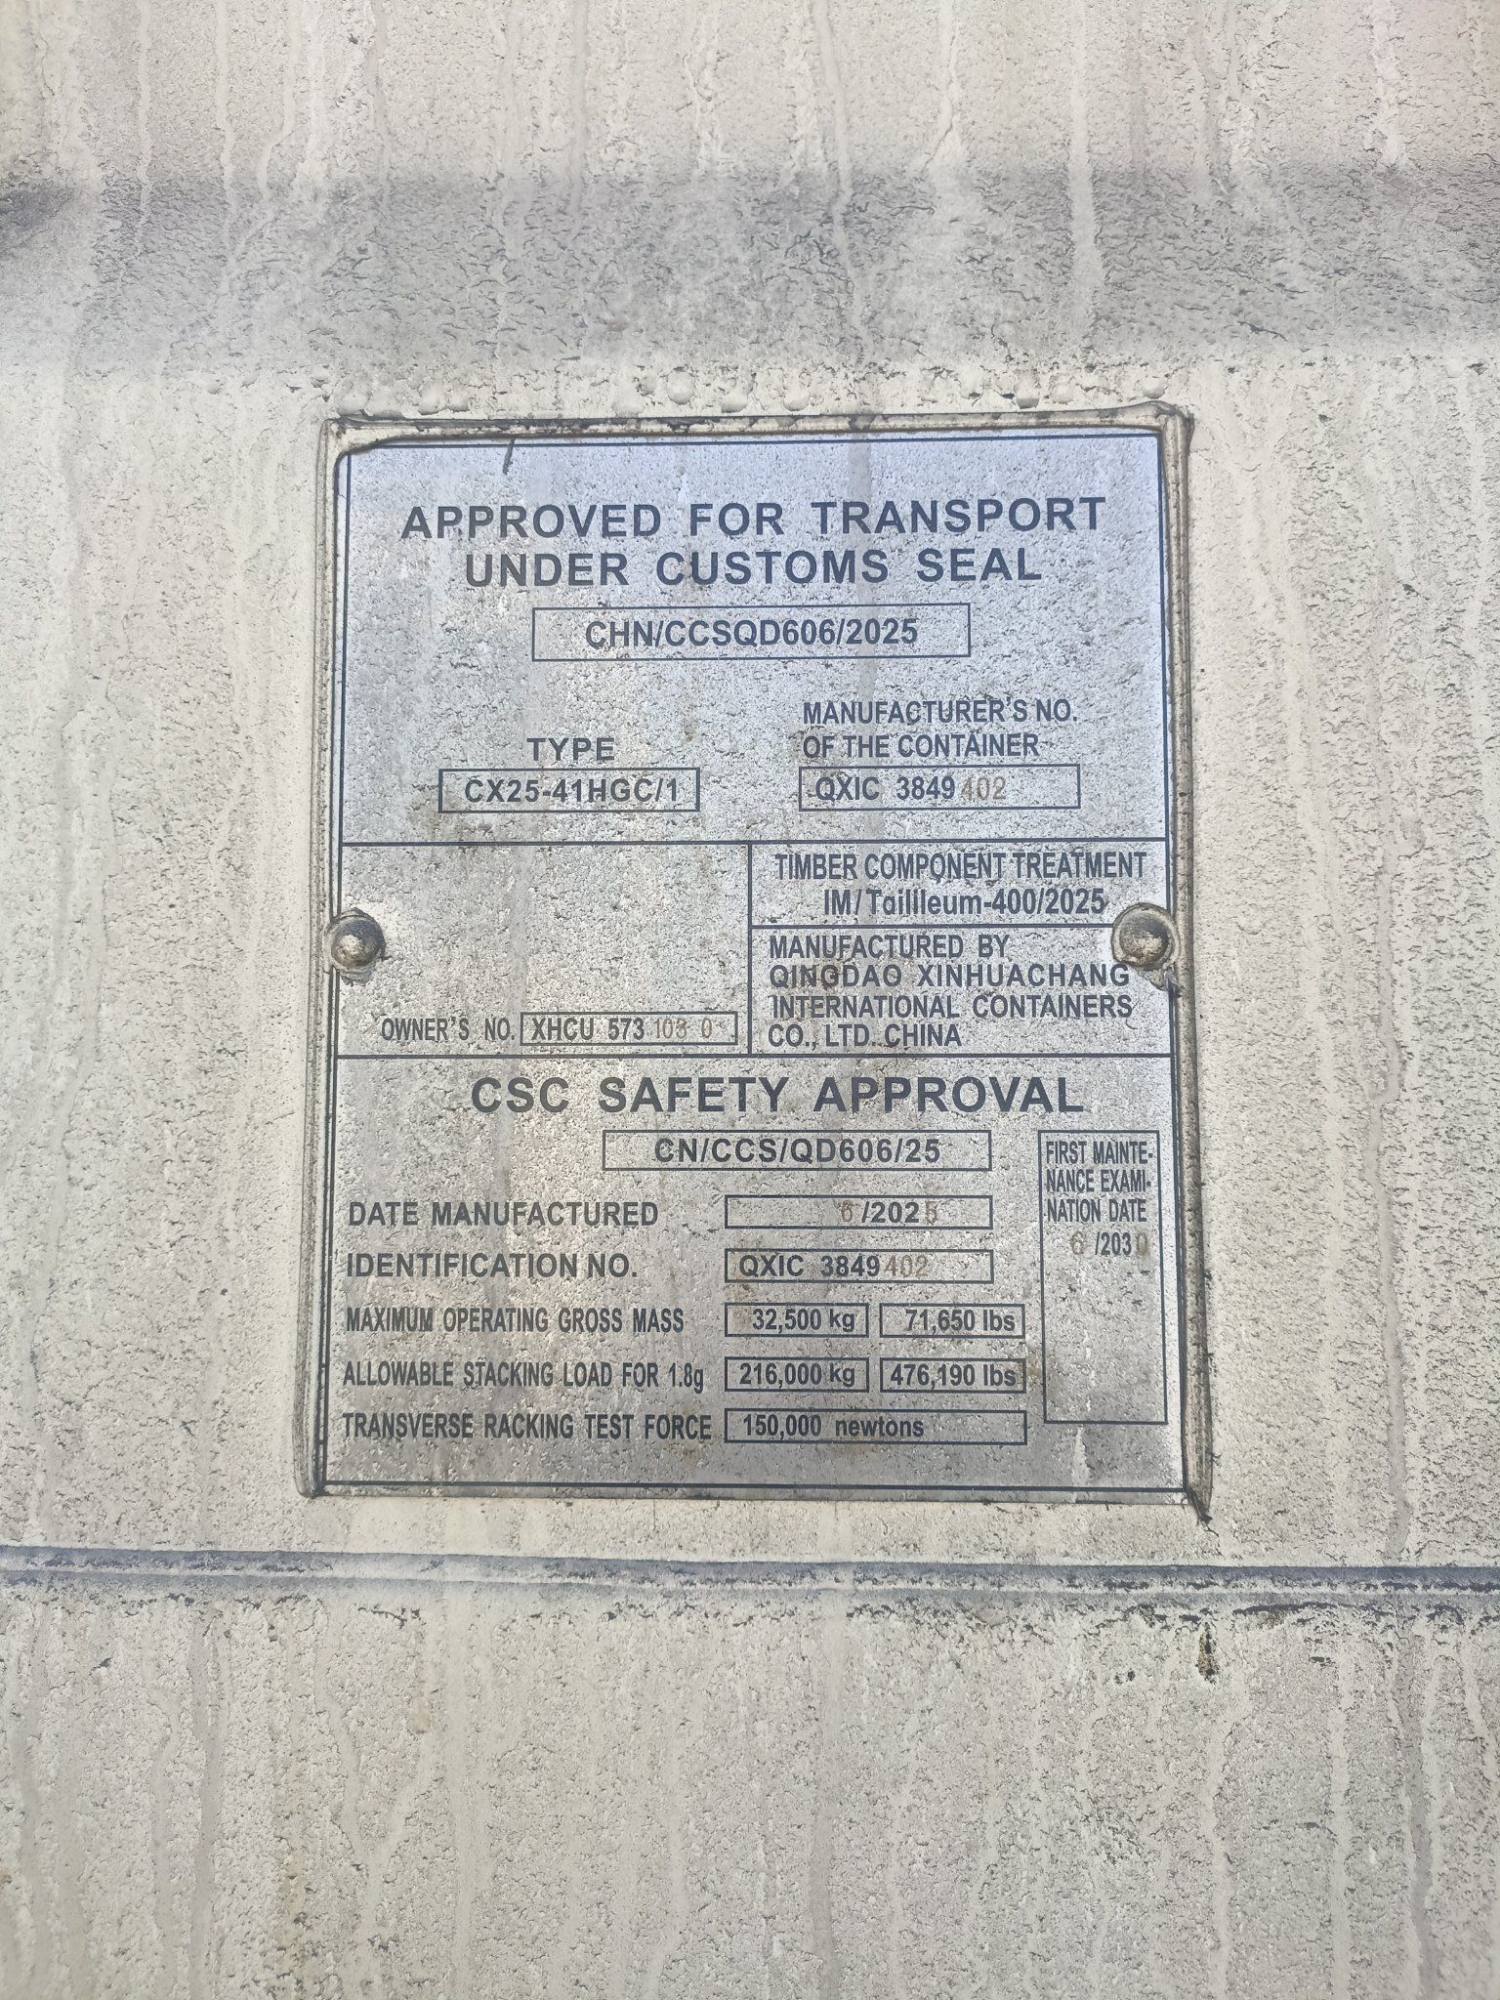 APPROVED FOR TRANSPORT
UNDER CUSTOMS SEAL
CHN/CCSQD606/2025
TYPE
CX25-41HGC/1
MANUFACTURER'S NO.
OF THE CONTAINER
QXIC 3849402
TIMBER COMPONENT TREATMENT
IM/Tailileum-400/2025
MANUFACTURED BY
QINGDAO XINHUACHANG
INTERNATIONAL CONTAINERS
CO., LTD. CHINA
OWNER'S NO. XHCU 573 108 0
CSC SAFETY APPROVAL
CN/CCS/QD606/25
DATE MANUFACTURED 6/2025
IDENTIFICATION NO. QXIC 3849402
MAXIMUM OPERATING GROSS MASS 32,500 kg 71,650 lbs
ALLOWABLE STACKING LOAD FOR 1.8g 216,000 kg 476,190 lbs
TRANSVERSE RACKING TEST FORCE 150,000 newtons
FIRST MAINTE-
NANCE EXAMI-
NATION DATE
6 /2030